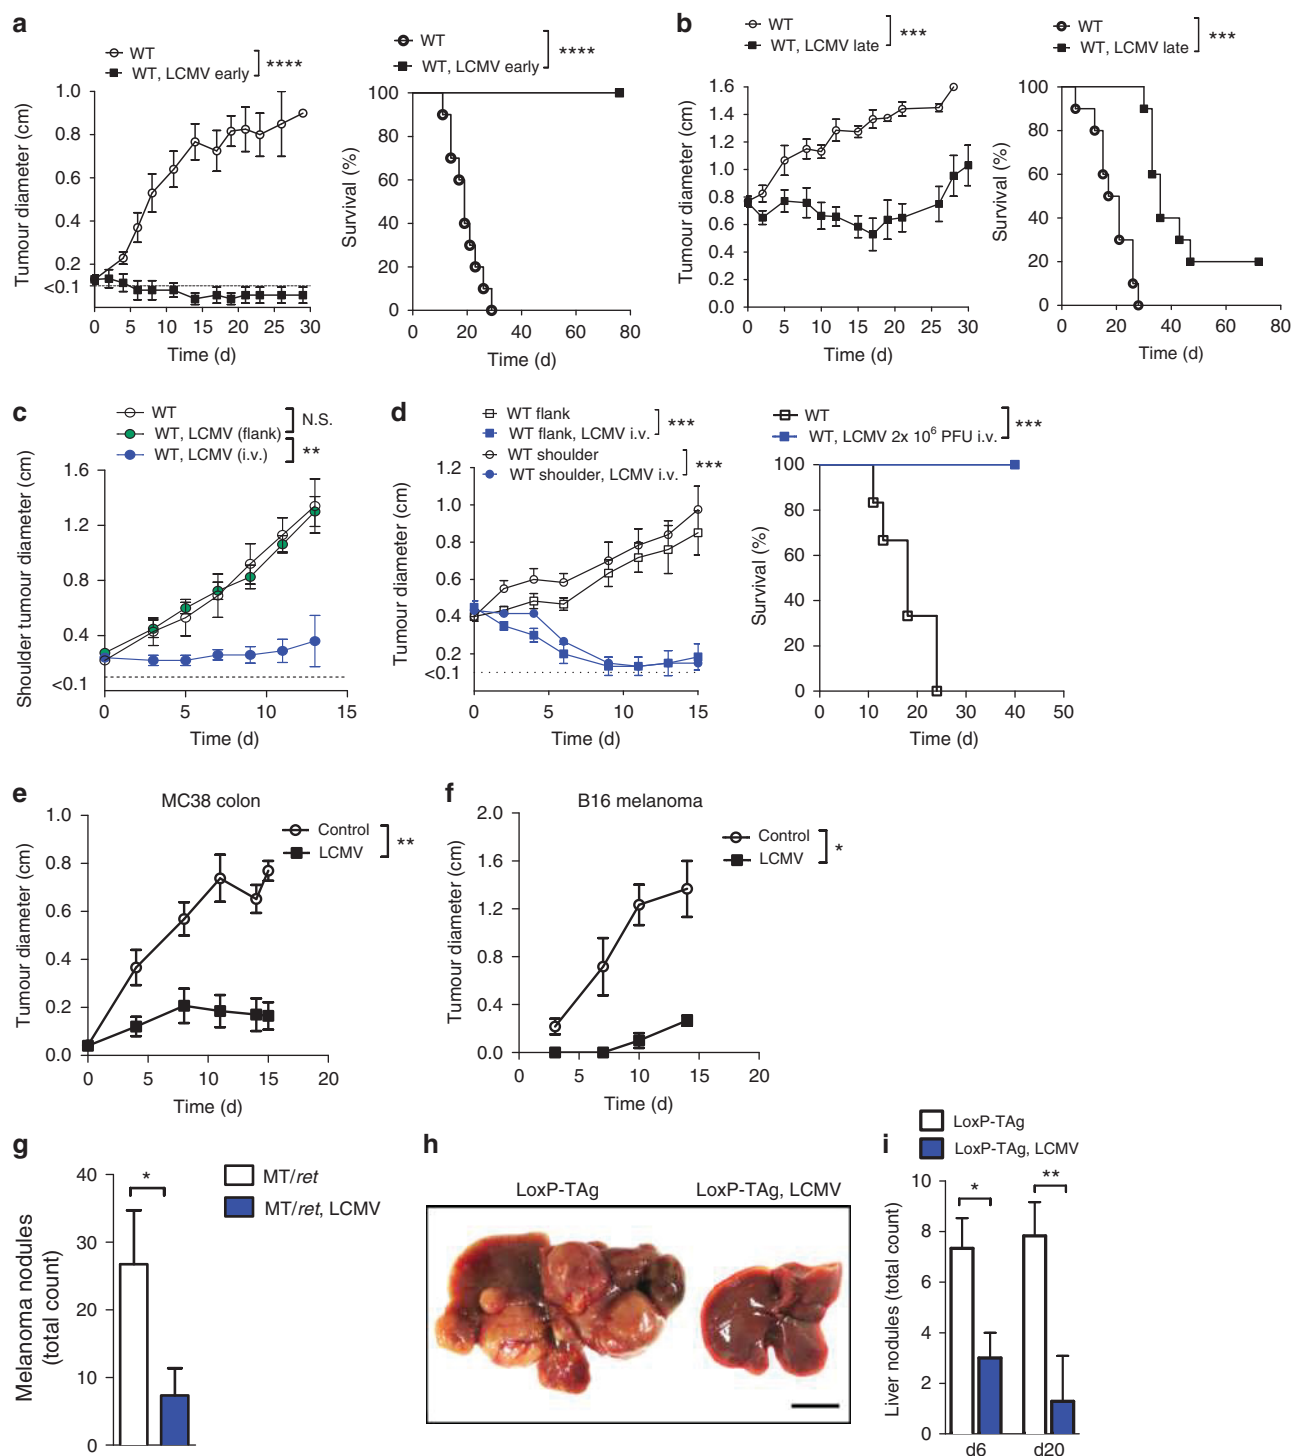 a
WT
WT, LCMV early
****
Tumour diameter (cm)
1.0
0.8
0.6
0.4
0.2
<0.1
0 5 10 15 20 25 30
Time (d)
WT
WT, LCMV early
****
Survival (%)
100
80
60
40
20
0
0 20 40 60 80
Time (d)
b
WT
WT, LCMV late
***
Tumour diameter (cm)
1.6
1.4
1.2
1.0
0.8
0.6
0.4
0.2
0.0
0 5 10 15 20 25 30
Time (d)
WT
WT, LCMV late
***
Survival (%)
100
80
60
40
20
0
0 20 40 60 80
Time (d)
c
WT
WT, LCMV (flank)
WT, LCMV (i.v.)
N.S.
**
Shoulder tumour diameter (cm)
1.6
1.2
0.8
0.4
<0.1
0 5 10 15
Time (d)
d
WT flank
WT flank, LCMV i.v.
***
WT shoulder
WT shoulder, LCMV i.v.
***
Tumour diameter (cm)
1.2
1.0
0.8
0.6
0.4
0.2
<0.1
0 5 10 15
Time (d)
WT
WT, LCMV 2x 10⁶ PFU i.v.
***
Survival (%)
100
80
60
40
20
0
0 10 20 30 40 50
Time (d)
e
MC38 colon
Control
LCMV
**
Tumour diameter (cm)
1.0
0.8
0.6
0.4
0.2
0.0
0 5 10 15 20
Time (d)
f
B16 melanoma
Control
LCMV
*
Tumour diameter (cm)
2.0
1.6
1.2
0.8
0.4
0.0
0 5 10 15 20
Time (d)
g
MT/ret
MT/ret, LCMV
*
Melanoma nodules
(total count)
40
30
20
10
0
h
LoxP-TAg
LoxP-TAg, LCMV
i
LoxP-TAg
LoxP-TAg, LCMV
*
**
Liver nodules (total count)
10
8
6
4
2
0
d6 d20